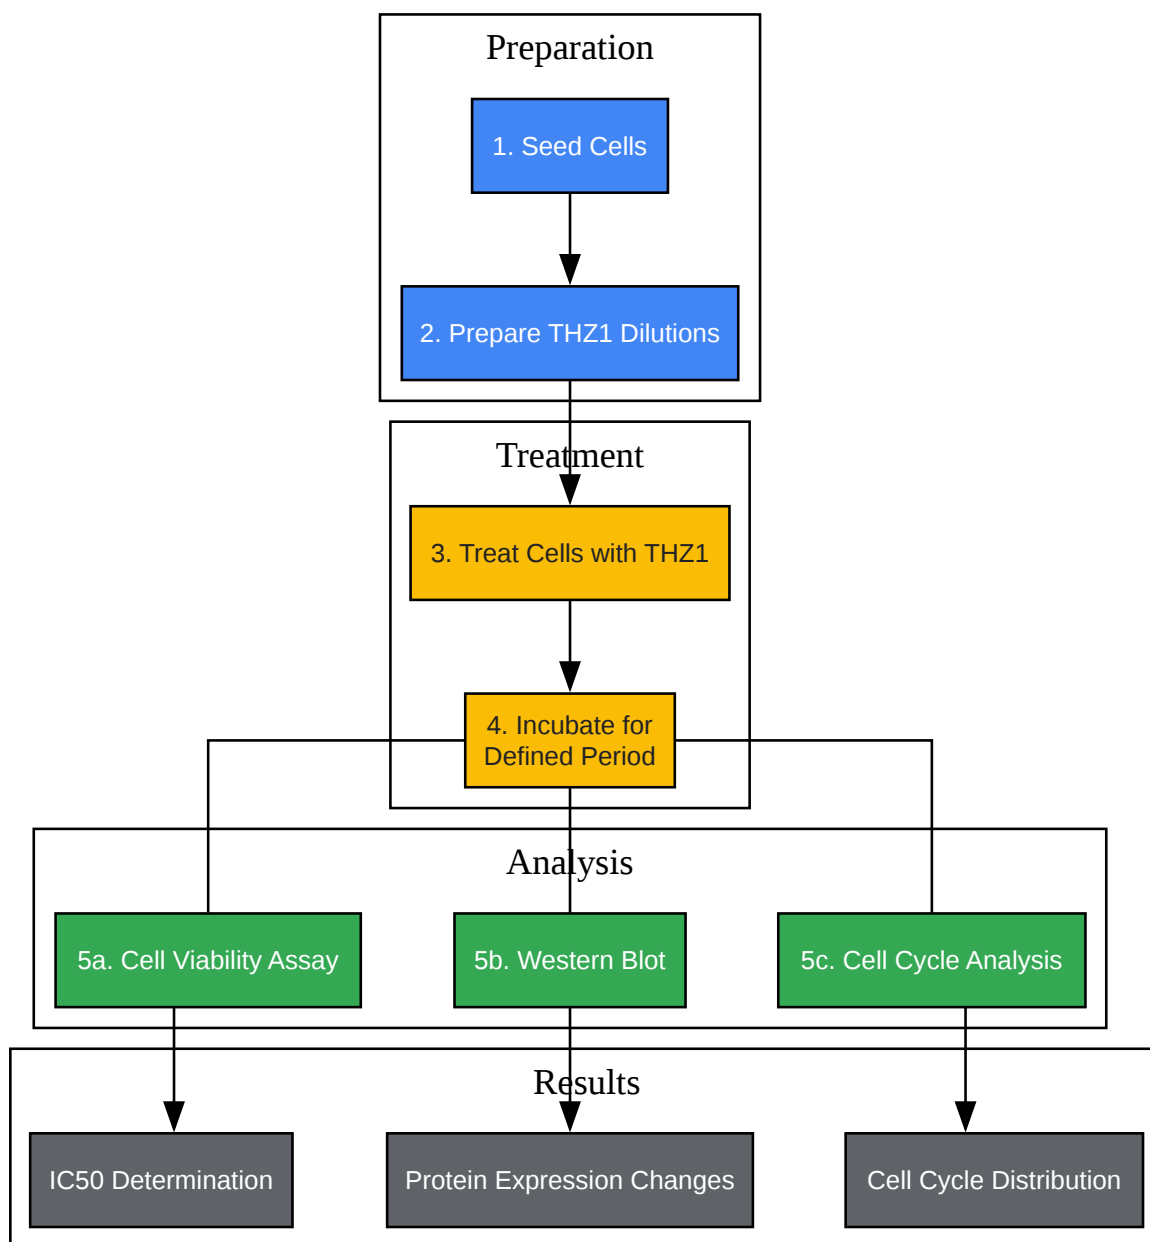 Preparation
1. Seed Cells
2. Prepare THZ1 Dilutions
Treatment
3. Treat Cells with THZ1
4. Incubate for
Defined Period
Analysis
5a. Cell Viability Assay
5b. Western Blot
5c. Cell Cycle Analysis
Results
IC50 Determination
Protein Expression Changes
Cell Cycle Distribution